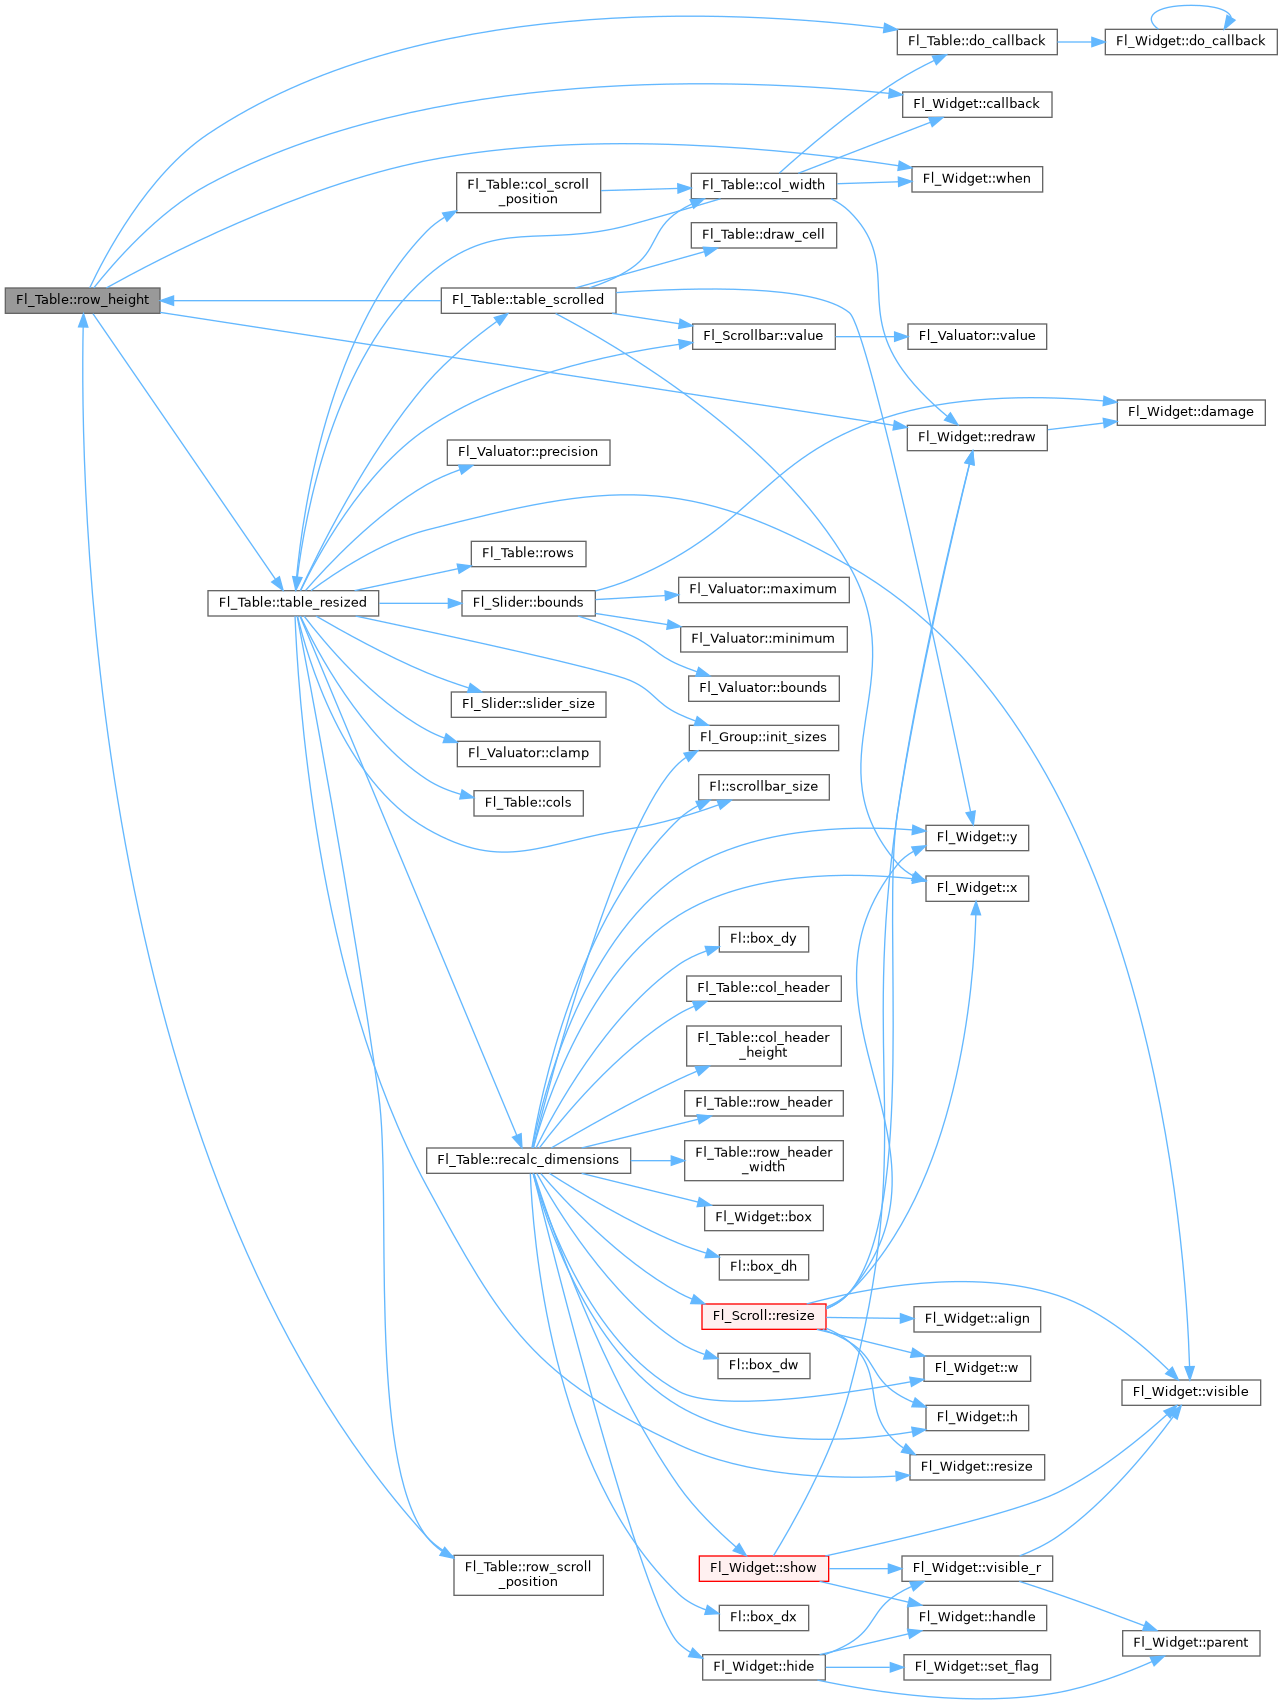 Fl_Table::do_callback
Fl_Widget::do_callback
Fl_Widget::callback
Fl_Widget::when
Fl_Table::col_scroll
_position
Fl_Table::col_width
Fl_Table::draw_cell
Fl_Table::row_height
Fl_Table::table_scrolled
Fl_Scrollbar::value
Fl_Valuator::value
Fl_Widget::damage
Fl_Widget::redraw
Fl_Valuator::precision
Fl_Table::rows
Fl_Table::table_resized
Fl_Slider::bounds
Fl_Valuator::maximum
Fl_Valuator::minimum
Fl_Valuator::bounds
Fl_Slider::slider_size
Fl_Group::init_sizes
Fl_Valuator::clamp
Fl::scrollbar_size
Fl_Table::cols
Fl_Widget::y
Fl_Widget::x
Fl::box_dy
Fl_Table::col_header
Fl_Table::col_header
_height
Fl_Table::row_header
Fl_Table::recalc_dimensions
Fl_Table::row_header
_width
Fl_Widget::box
Fl::box_dh
Fl_Scroll::resize
Fl_Widget::align
Fl::box_dw
Fl_Widget::w
Fl_Widget::visible
Fl_Widget::h
Fl_Widget::resize
Fl_Table::row_scroll
_position
Fl_Widget::show
Fl_Widget::visible_r
Fl::box_dx
Fl_Widget::handle
Fl_Widget::parent
Fl_Widget::hide
Fl_Widget::set_flag